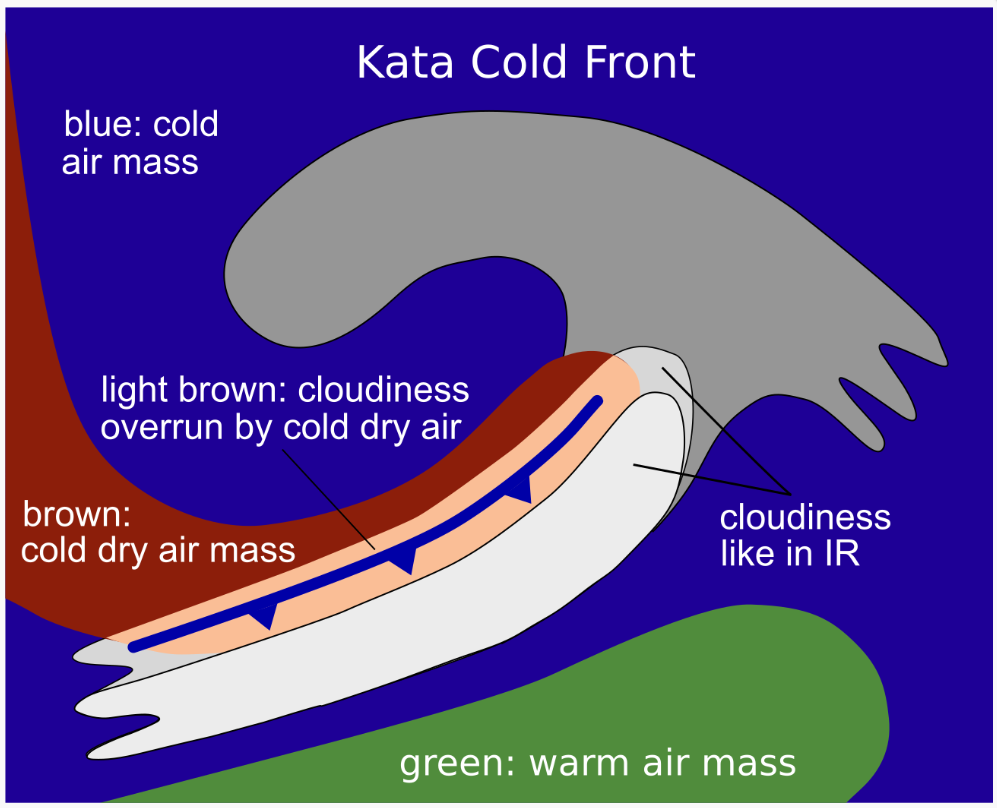 Kata Cold Front
blue: cold
air mass
light brown: cloudiness
overrun by cold dry air
brown:
cold dry air mass
cloudiness
like in IR
green: warm air mass